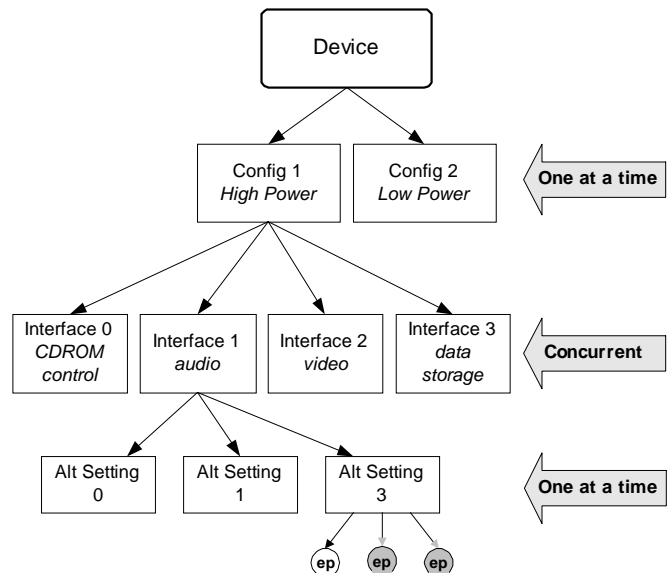 Device
Config 1
High Power
Config 2
Low Power
One at a time
Interface 0
CDROM
control
Interface 1
audio
Interface 2
video
Interface 3
data
storage
Concurrent
Alt Setting
0
Alt Setting
1
Alt Setting
3
One at a time
ep
ep
ep